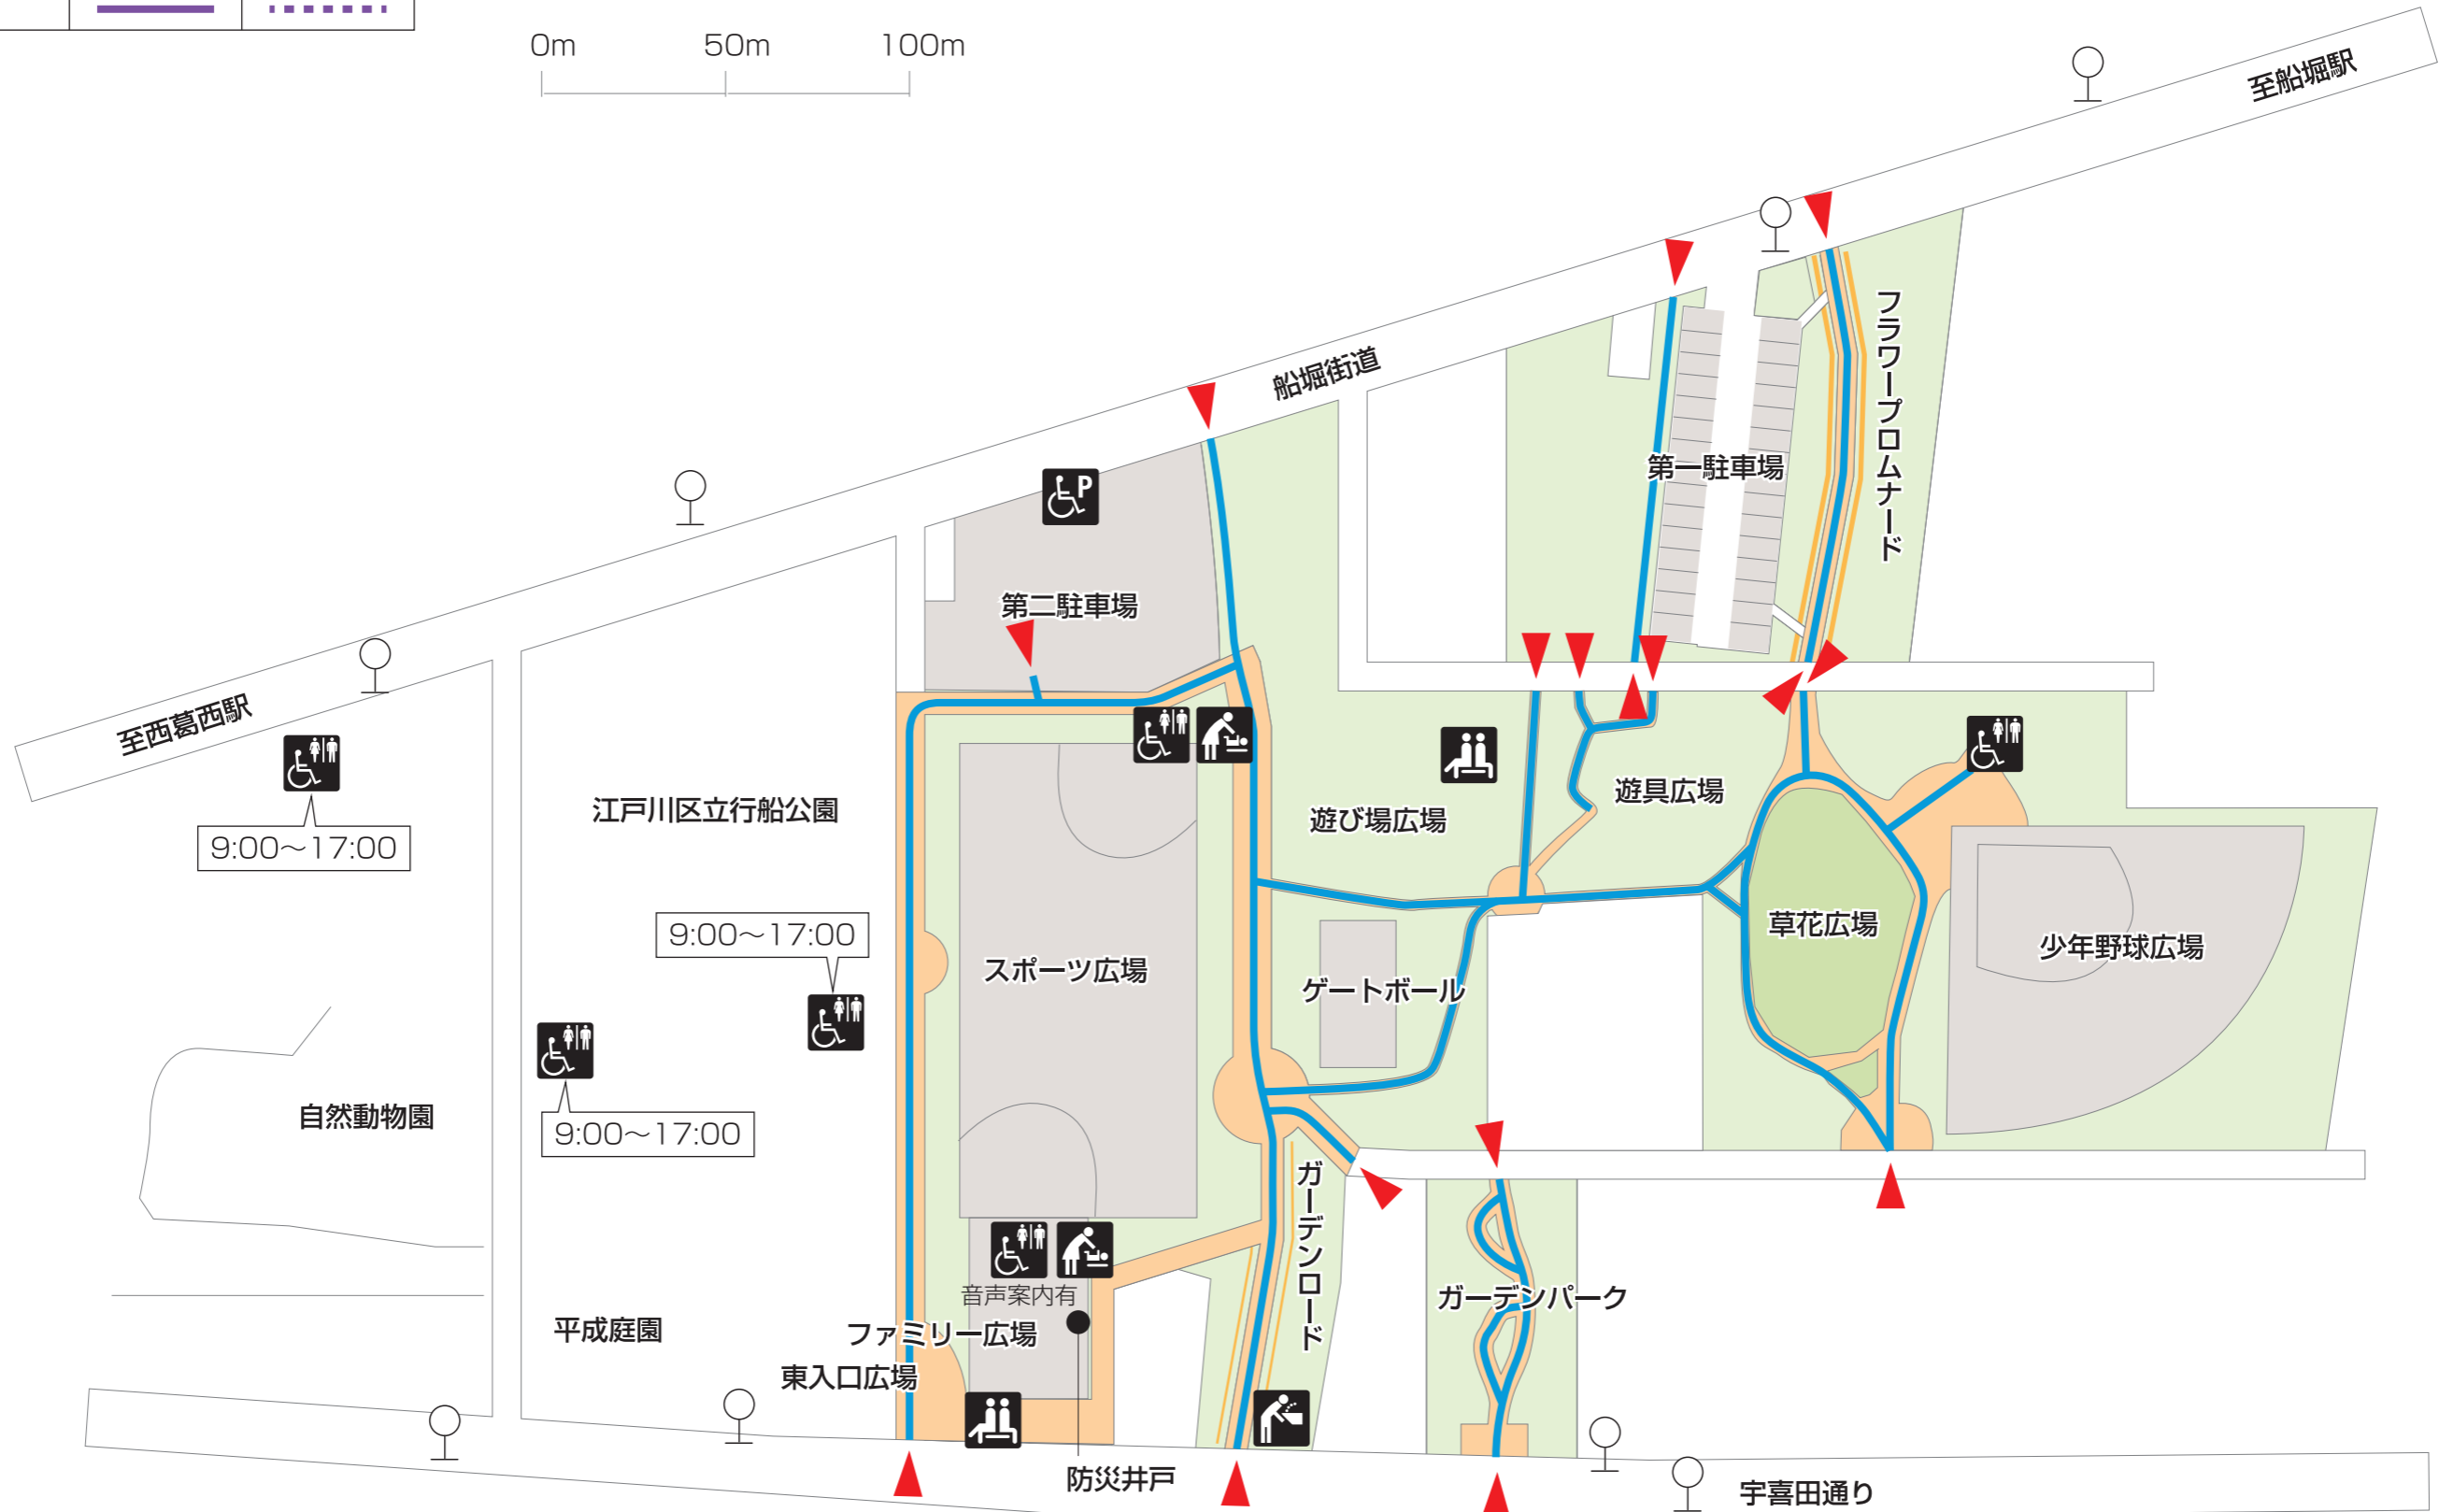 0m
50m
100m
至船堀駅
船堀街道
フラワープロムナード
P
第一駐車場
第二駐車場
至西葛西駅
9:00〜17:00
江戸川区立行船公園
遊び場広場
遊具広場
9:00〜17:00
スポーツ広場
ゲートボール
草花広場
少年野球広場
自然動物園
9:00〜17:00
ガーデンロード
音声案内有
ガーデンパーク
平成庭園
ファミリー広場
東入口広場
防災井戸
宇喜田通り